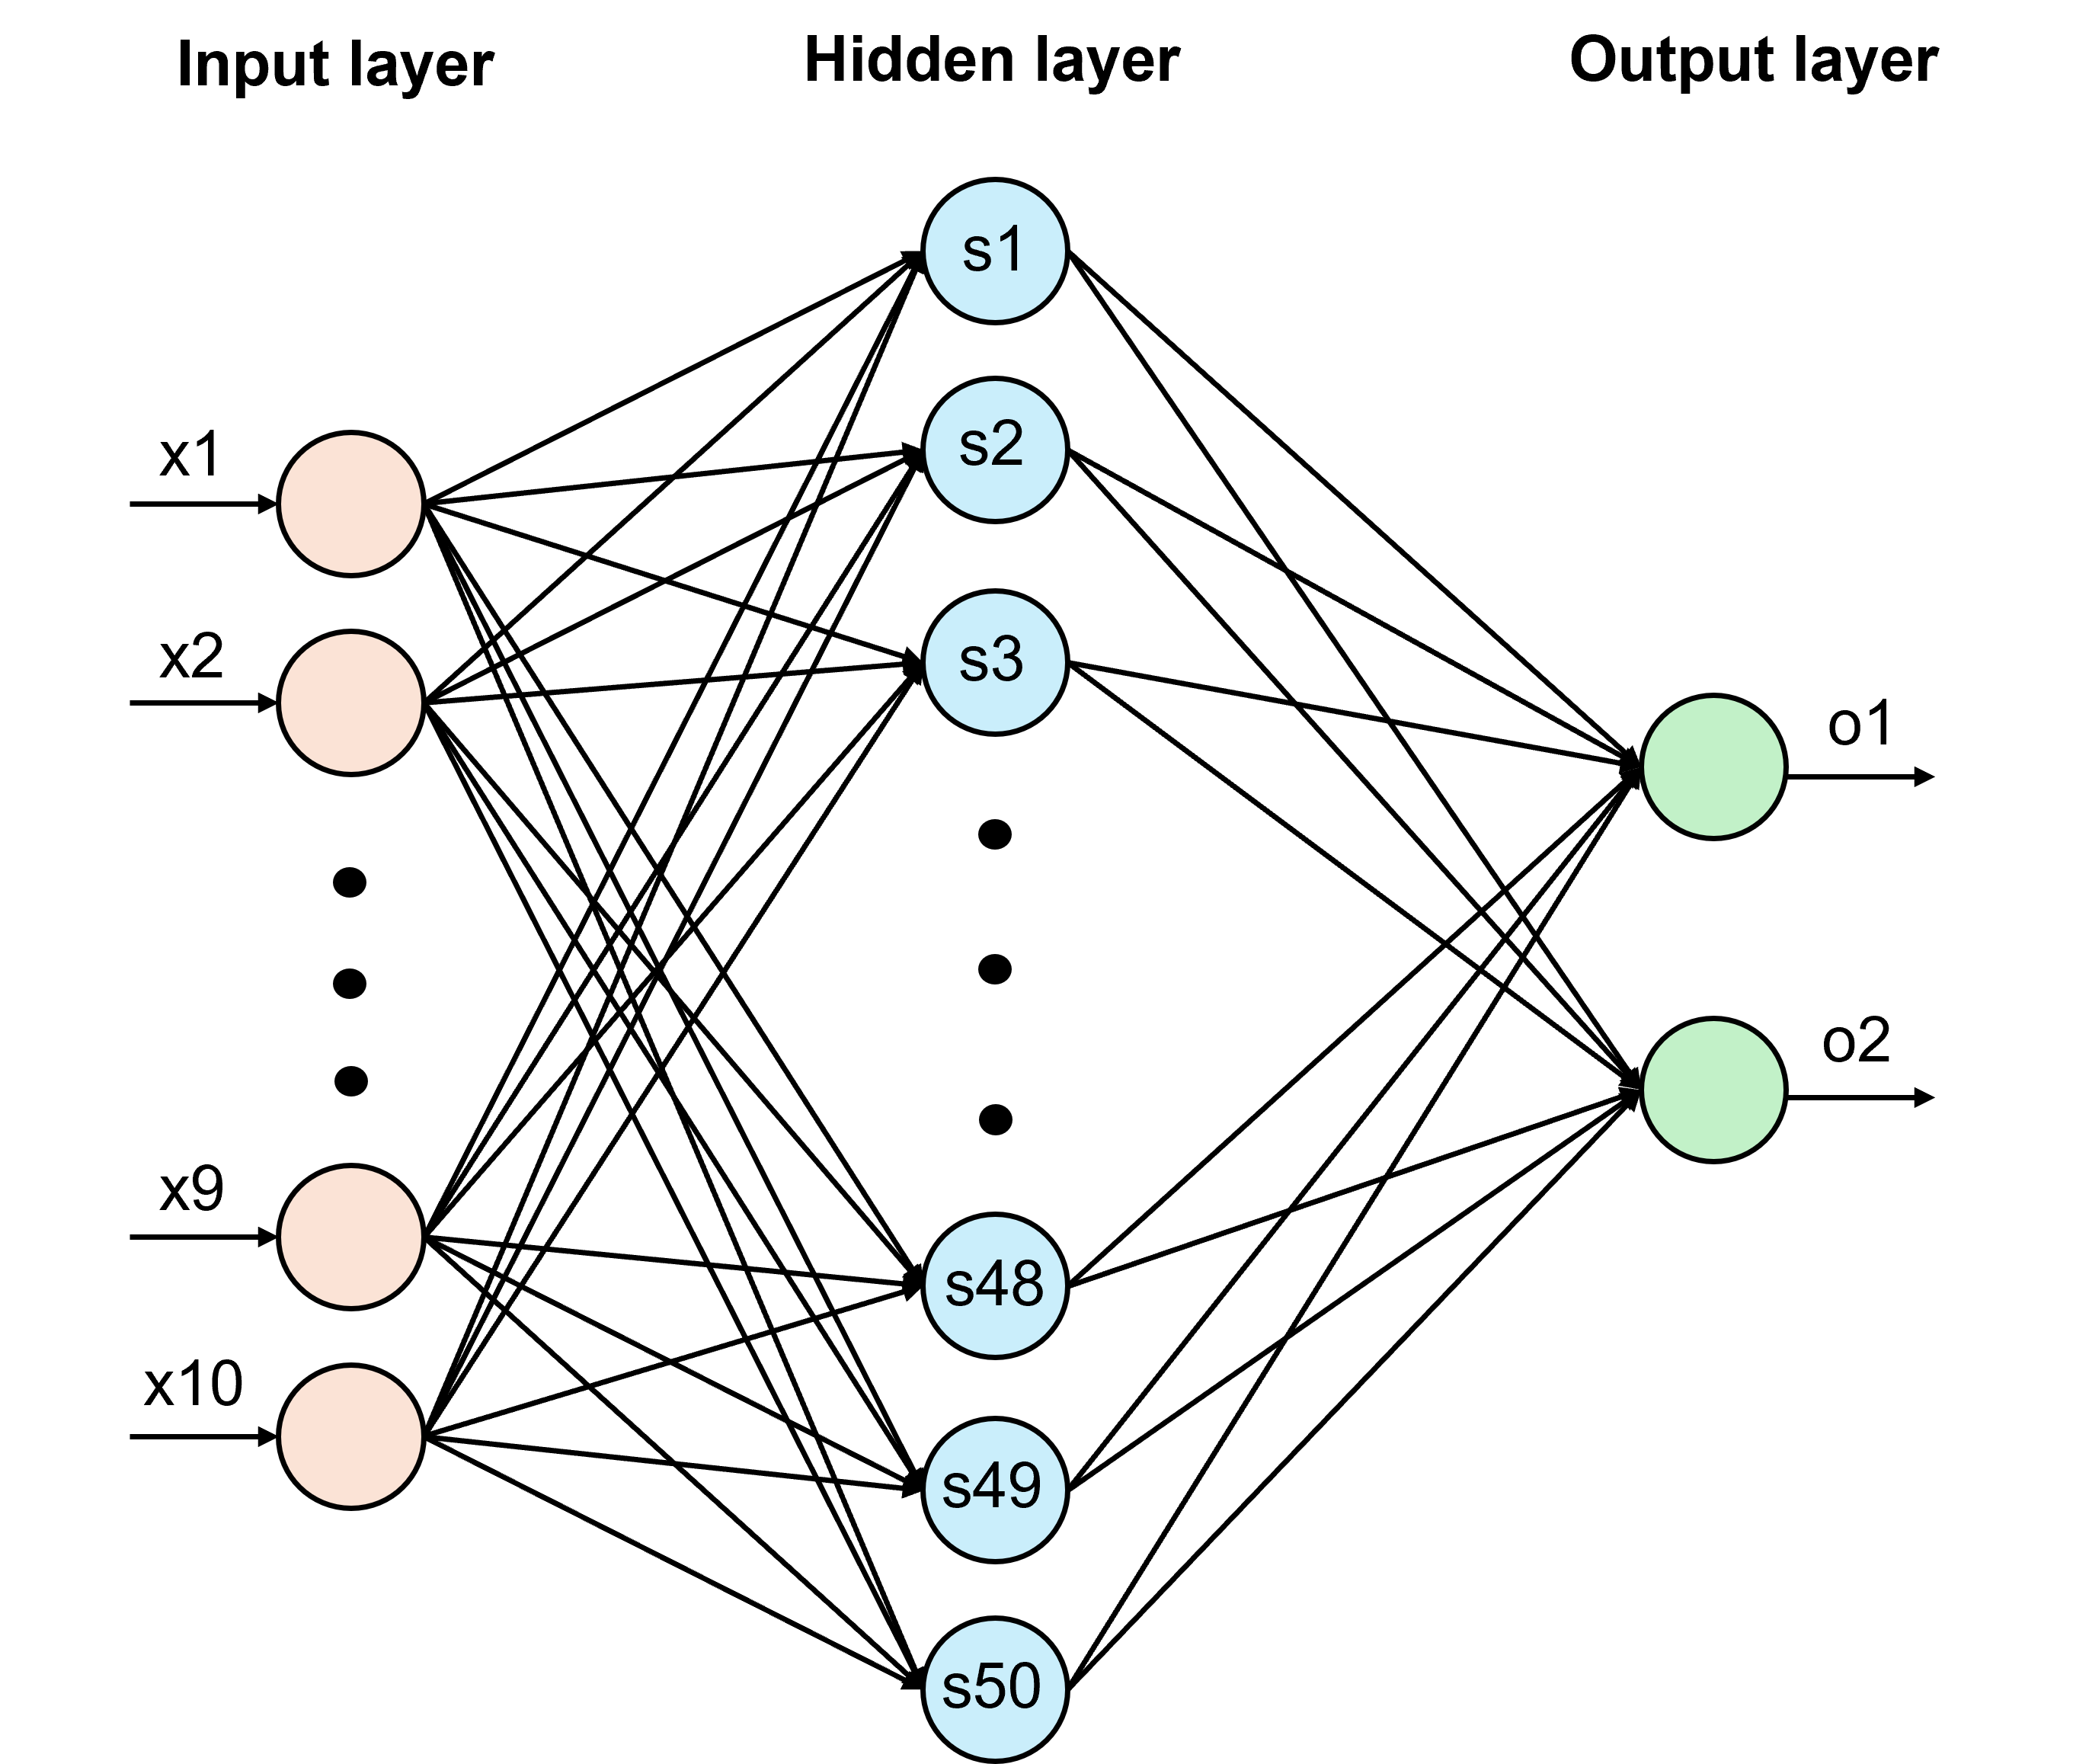 Input layer
Hidden layer
Output layer
s1
x1
s2
x2
s3
o1
o2
x9
s48
x10
s49
s50